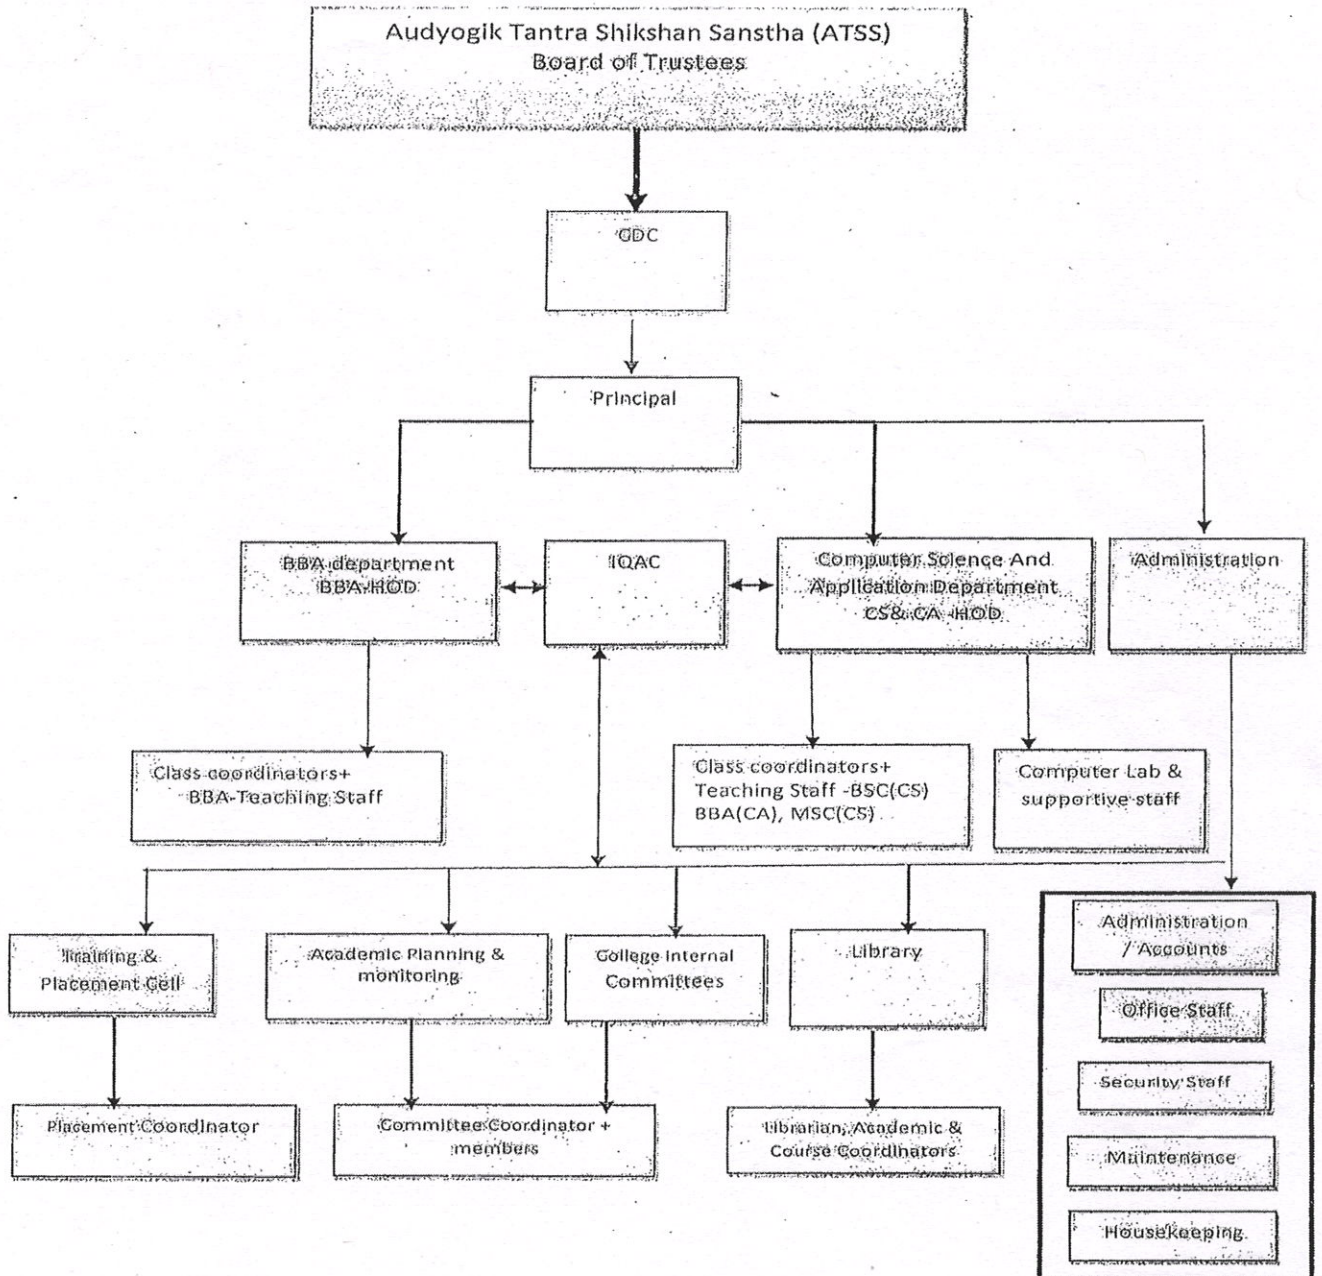 Audyogik Tantra Shikshan Sanstha (ATSS)
Board of Trustees
CDC
Principal
BBA department
BBA-HOD
IQAC
Computer Science And
Application Department
CS& CA -HOD
Administration
Class coordinators+
BBA-Teaching Staff
Class coordinators+
Teaching Staff -BSC(CS)
BBA(CA), MSC(CS)
Computer Lab &
supportive staff
Training &
Placement Cell
Academic Planning &
monitoring
College Internal
Committees
Library
Administration
/ Accounts
Office Staff
Security Staff
Maintenance
Housekeeping
Placement Coordinator
Committee Coordinator +
members
Librarian, Academic &
Course Coordinators